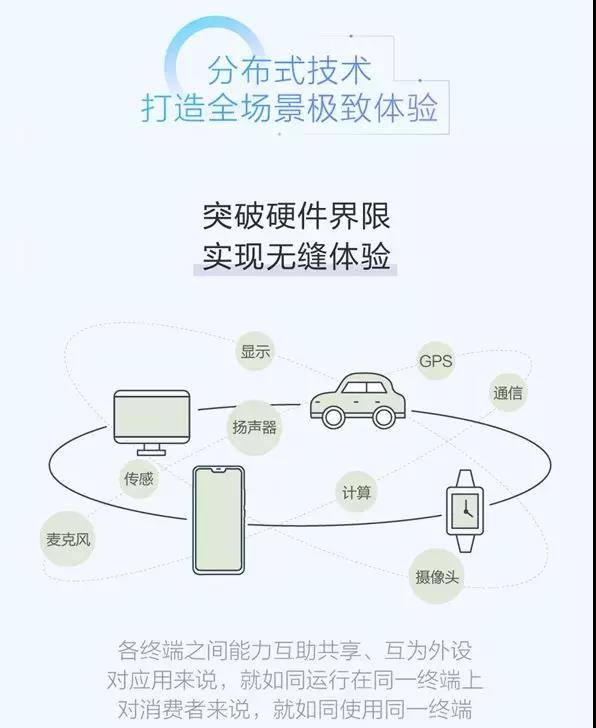 分布式技术
打造全场景极致体验
突破硬件界限
实现无缝体验
显示
GPS
通信
扬声器
传感
计算
麦克风
摄像头
各终端之间能力互助共享、互为外设
对应用来说，就如同运行在同一终端上
对消费者来说，就如同使用同一终端